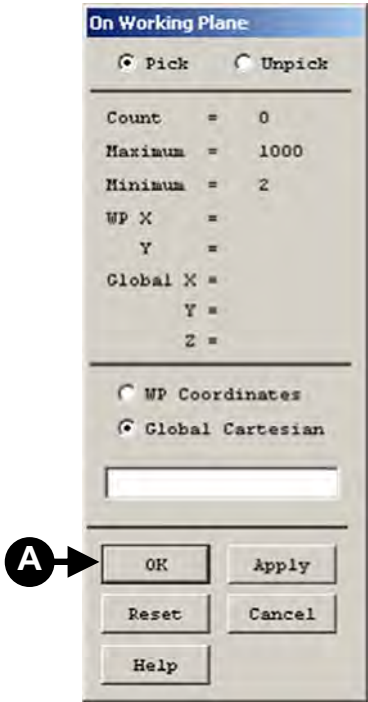 On Working Plane
Pick Unpick
Count = 0
Maximum = 1000
Minimum = 2
WP X =
Y =
Global X =
Y =
Z =
WP Coordinates
Global Cartesian
A OK Apply
Reset Cancel
Help